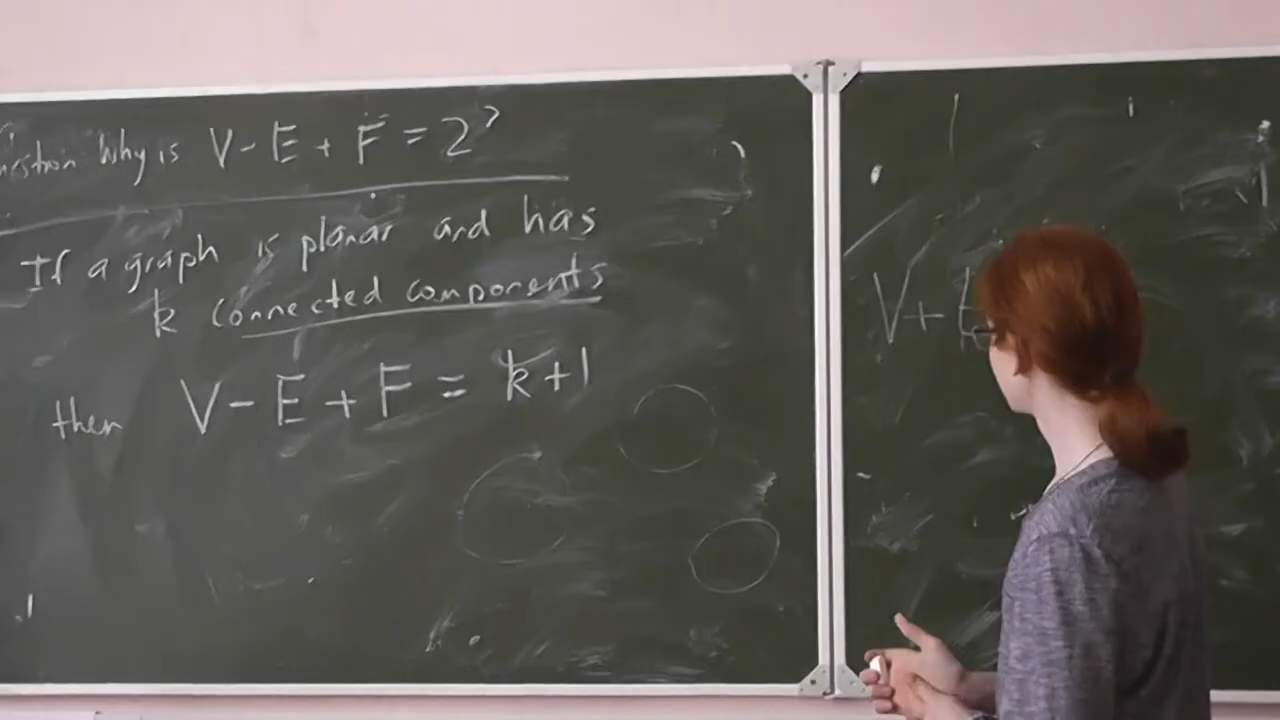 Why is V - E + F = 2?
If a graph is planar and has
k connected components
then V - E + F = k + 1
V +